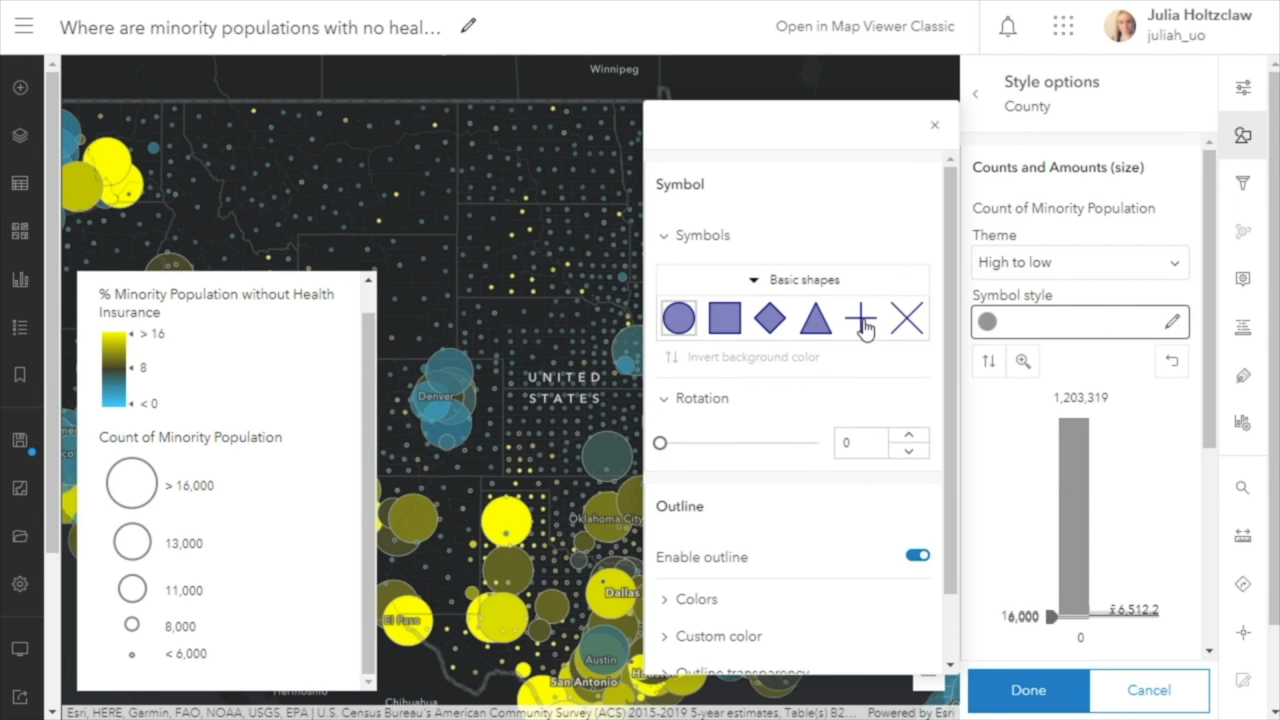 Where are minority populations with no heal...
Open in Map Viewer Classic
Julia Holtzclaw
juliah_uo
Winnipeg
Denver
UNITED
STATES
Oklahoma City
Dallas
El Paso
Austin
San Antonio
Chihuahua
% Minority Population without Health
Insurance
> 16
8
< 0
Count of Minority Population
> 16,000
13,000
11,000
8,000
< 6,000
Symbol
Symbols
Basic shapes
Invert background color
Rotation
0
Outline
Enable outline
Colors
Custom color
Outline transparency
Style options
County
Counts and Amounts (size)
Count of Minority Population
Theme
High to low
Symbol style
1,203,319
x̄ 6,512.2
0
Done
Cancel
Esri, HERE, Garmin, FAO, NOAA, USGS, EPA | U.S. Census Bureau's American Community Survey (ACS) 2015-2019 5-year estimates, Table(s) B2... Powered by Esri